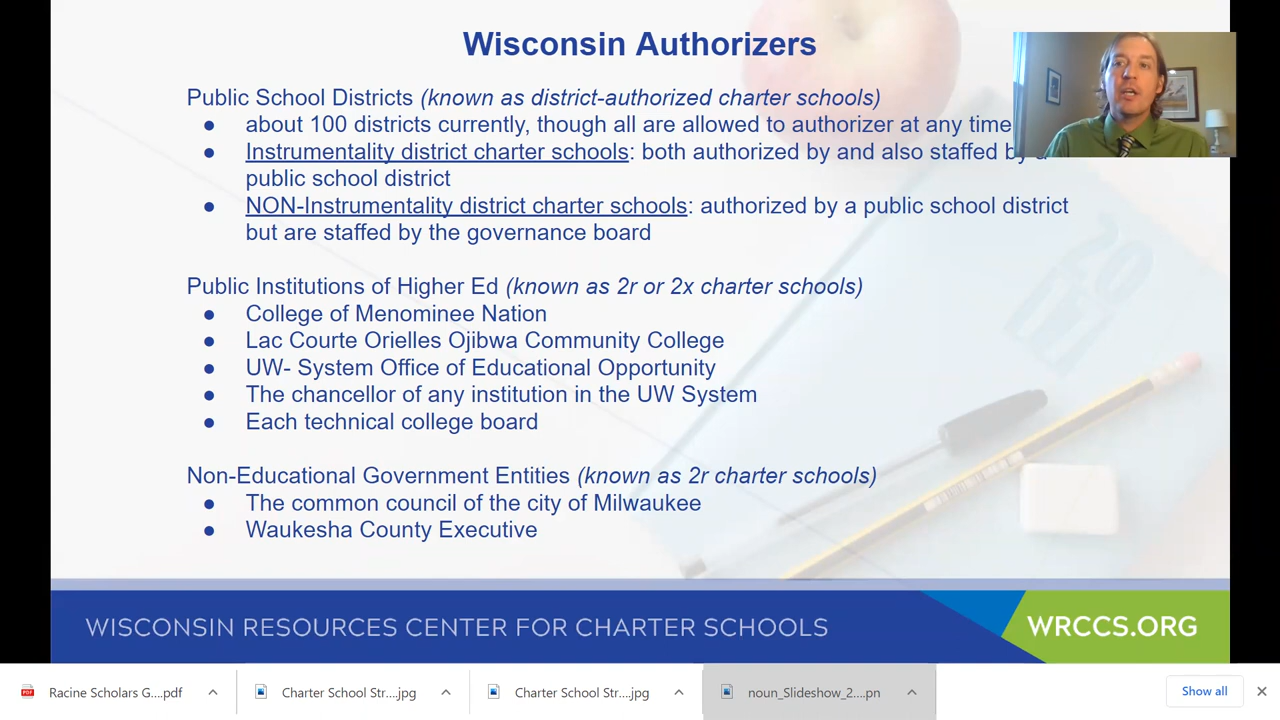 Wisconsin Authorizers
Public School Districts (known as district-authorized charter schools)
● about 100 districts currently, though all are allowed to authorizer at any time
● Instrumentality district charter schools: both authorized by and also staffed by a
public school district
● NON-Instrumentality district charter schools: authorized by a public school district
but are staffed by the governance board
Public Institutions of Higher Ed (known as 2r or 2x charter schools)
● College of Menominee Nation
● Lac Courte Orielles Ojibwa Community College
● UW- System Office of Educational Opportunity
● The chancellor of any institution in the UW System
● Each technical college board
Non-Educational Government Entities (known as 2r charter schools)
● The common council of the city of Milwaukee
● Waukesha County Executive
WISCONSIN RESOURCES CENTER FOR CHARTER SCHOOLS
WRCCS.ORG
PDF Racine Scholars G....pdf
Charter School Str....jpg
Charter School Str....jpg
noun_Slideshow_2....pn
Show all